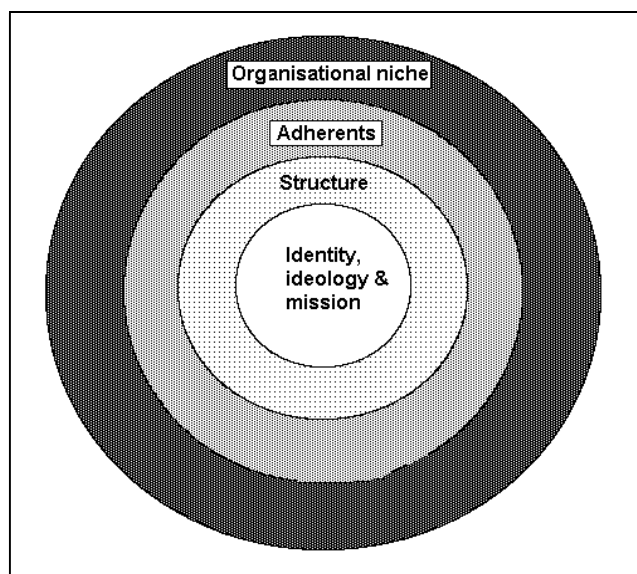 Organisational niche
Adherents
Structure
Identity,
ideology &
mission